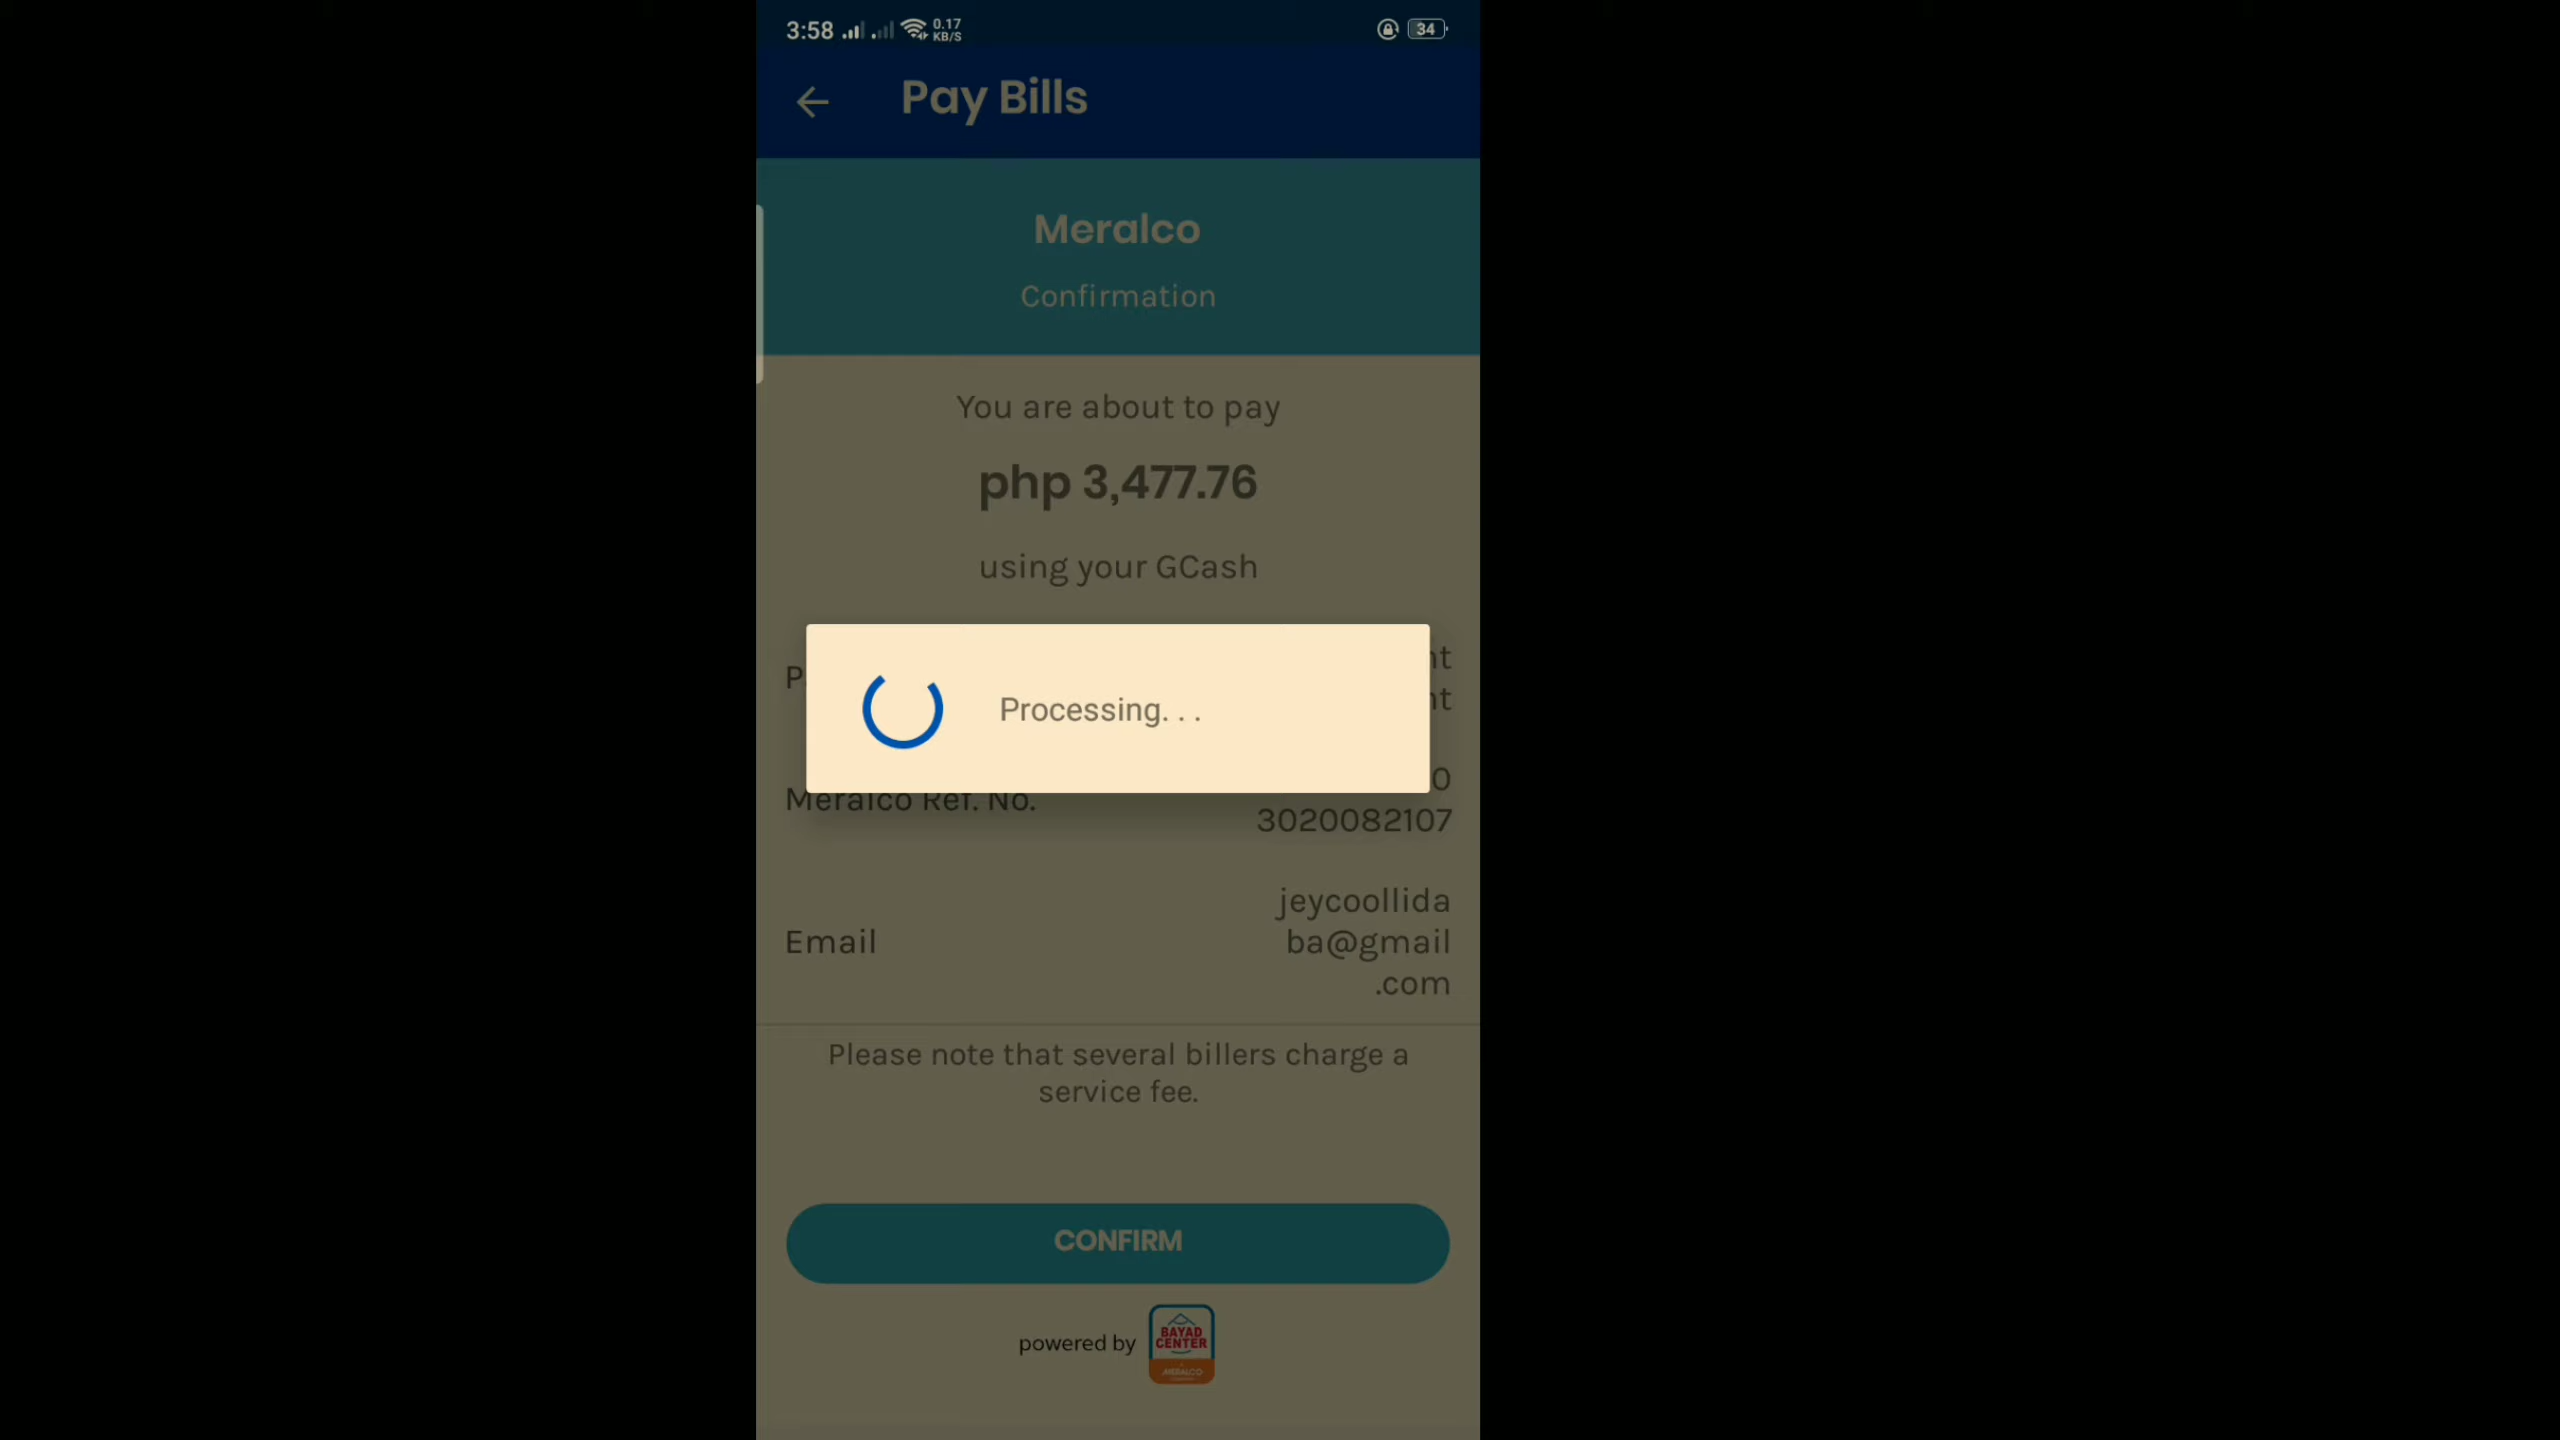 3:58 0.17 KB/S 34
Pay Bills
Meralco
Confirmation
You are about to pay
php 3,477.76
using your GCash
Processing. . .
Meralco Ref. No.
3020082107
jeycoollida
Email ba@gmail
.com
Please note that several billers charge a
service fee.
CONFIRM
powered by
BAYAD
CENTER
MERALCO